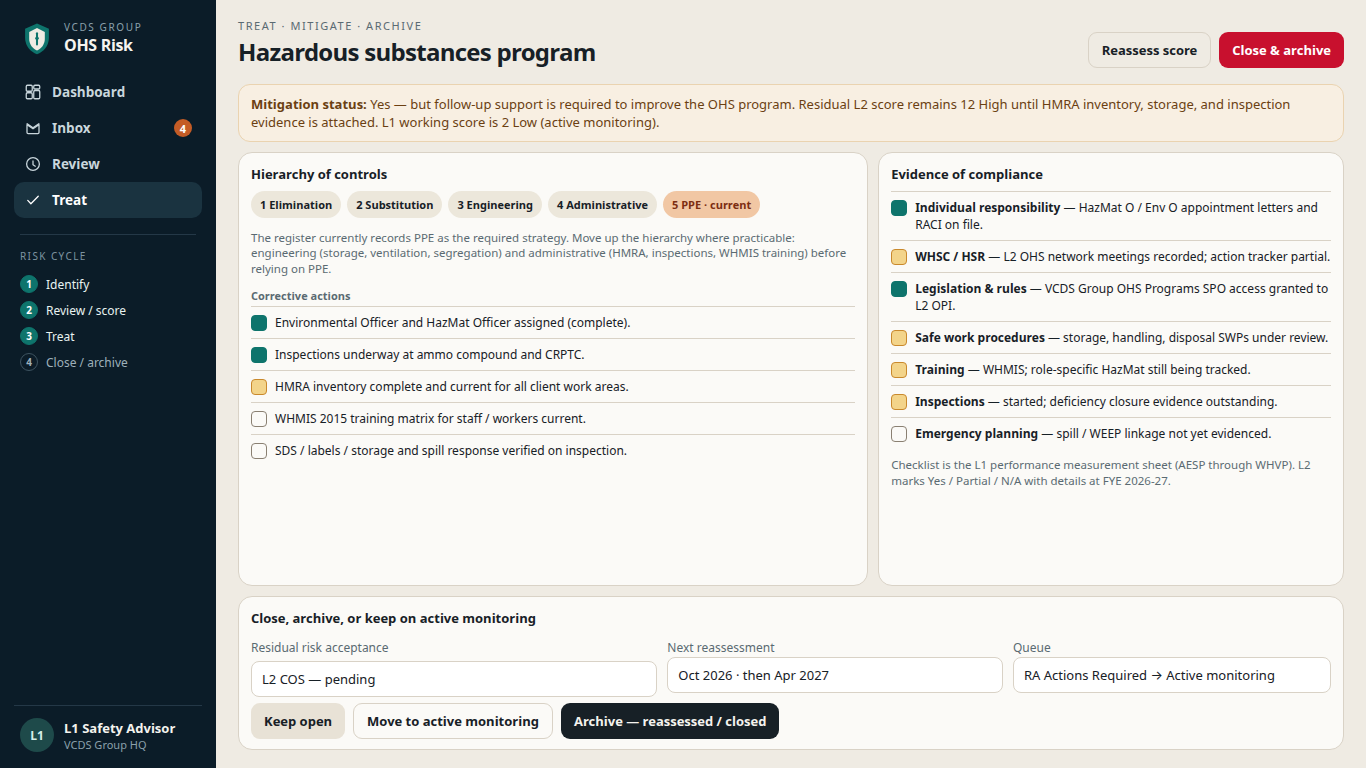 VCDS GROUP
OHS Risk
Dashboard
Inbox
4
Review
Treat
RISK CYCLE
1 Identify
2 Review / score
3 Treat
4 Close / archive
L1
L1 Safety Advisor
VCDS Group HQ
TREAT · MITIGATE · ARCHIVE
Hazardous substances program
Reassess score
Close & archive
Mitigation status: Yes — but follow-up support is required to improve the OHS program. Residual L2 score remains 12 High until HMRA inventory, storage, and inspection
evidence is attached. L1 working score is 2 Low (active monitoring).
Hierarchy of controls
1 Elimination
2 Substitution
3 Engineering
4 Administrative
5 PPE · current
The register currently records PPE as the required strategy. Move up the hierarchy where practicable:
engineering (storage, ventilation, segregation) and administrative (HMRA, inspections, WHMIS training) before
relying on PPE.
Corrective actions
Environmental Officer and HazMat Officer assigned (complete).
Inspections underway at ammo compound and CRPTC.
HMRA inventory complete and current for all client work areas.
WHMIS 2015 training matrix for staff / workers current.
SDS / labels / storage and spill response verified on inspection.
Evidence of compliance
Individual responsibility — HazMat O / Env O appointment letters and
RACI on file.
WHSC / HSR — L2 OHS network meetings recorded; action tracker partial.
Legislation & rules — VCDS Group OHS Programs SPO access granted to
L2 OPI.
Safe work procedures — storage, handling, disposal SWPs under review.
Training — WHMIS; role-specific HazMat still being tracked.
Inspections — started; deficiency closure evidence outstanding.
Emergency planning — spill / WEEP linkage not yet evidenced.
Checklist is the L1 performance measurement sheet (AESP through WHVP). L2
marks Yes / Partial / N/A with details at FYE 2026-27.
Close, archive, or keep on active monitoring
Residual risk acceptance
L2 COS — pending
Next reassessment
Oct 2026 · then Apr 2027
Queue
RA Actions Required → Active monitoring
Keep open
Move to active monitoring
Archive — reassessed / closed